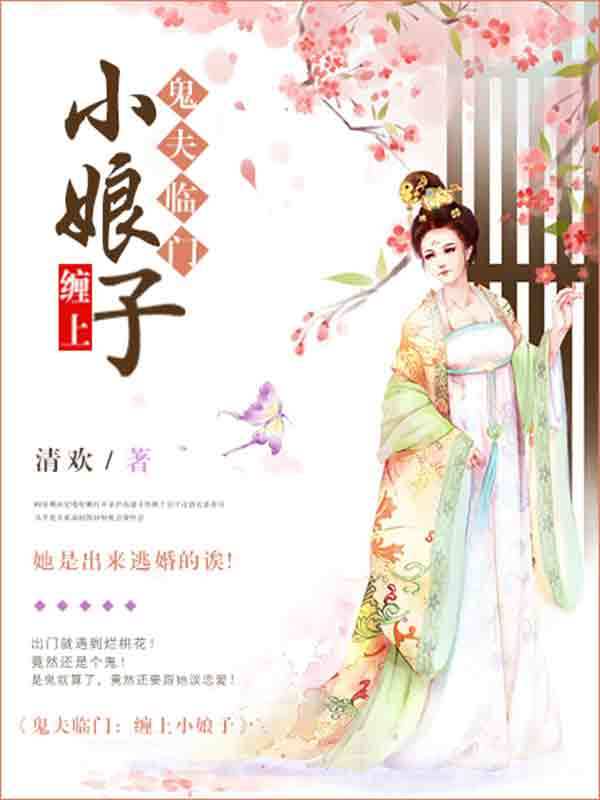 鬼夫临门
缠上
小娘子
清欢/著
她是出来逃婚的诶!
出门就遇到烂桃花!
竟然还是个鬼!
是鬼就算了,竟然还要跟她谈恋爱!
《鬼夫临门:缠上小娘子》